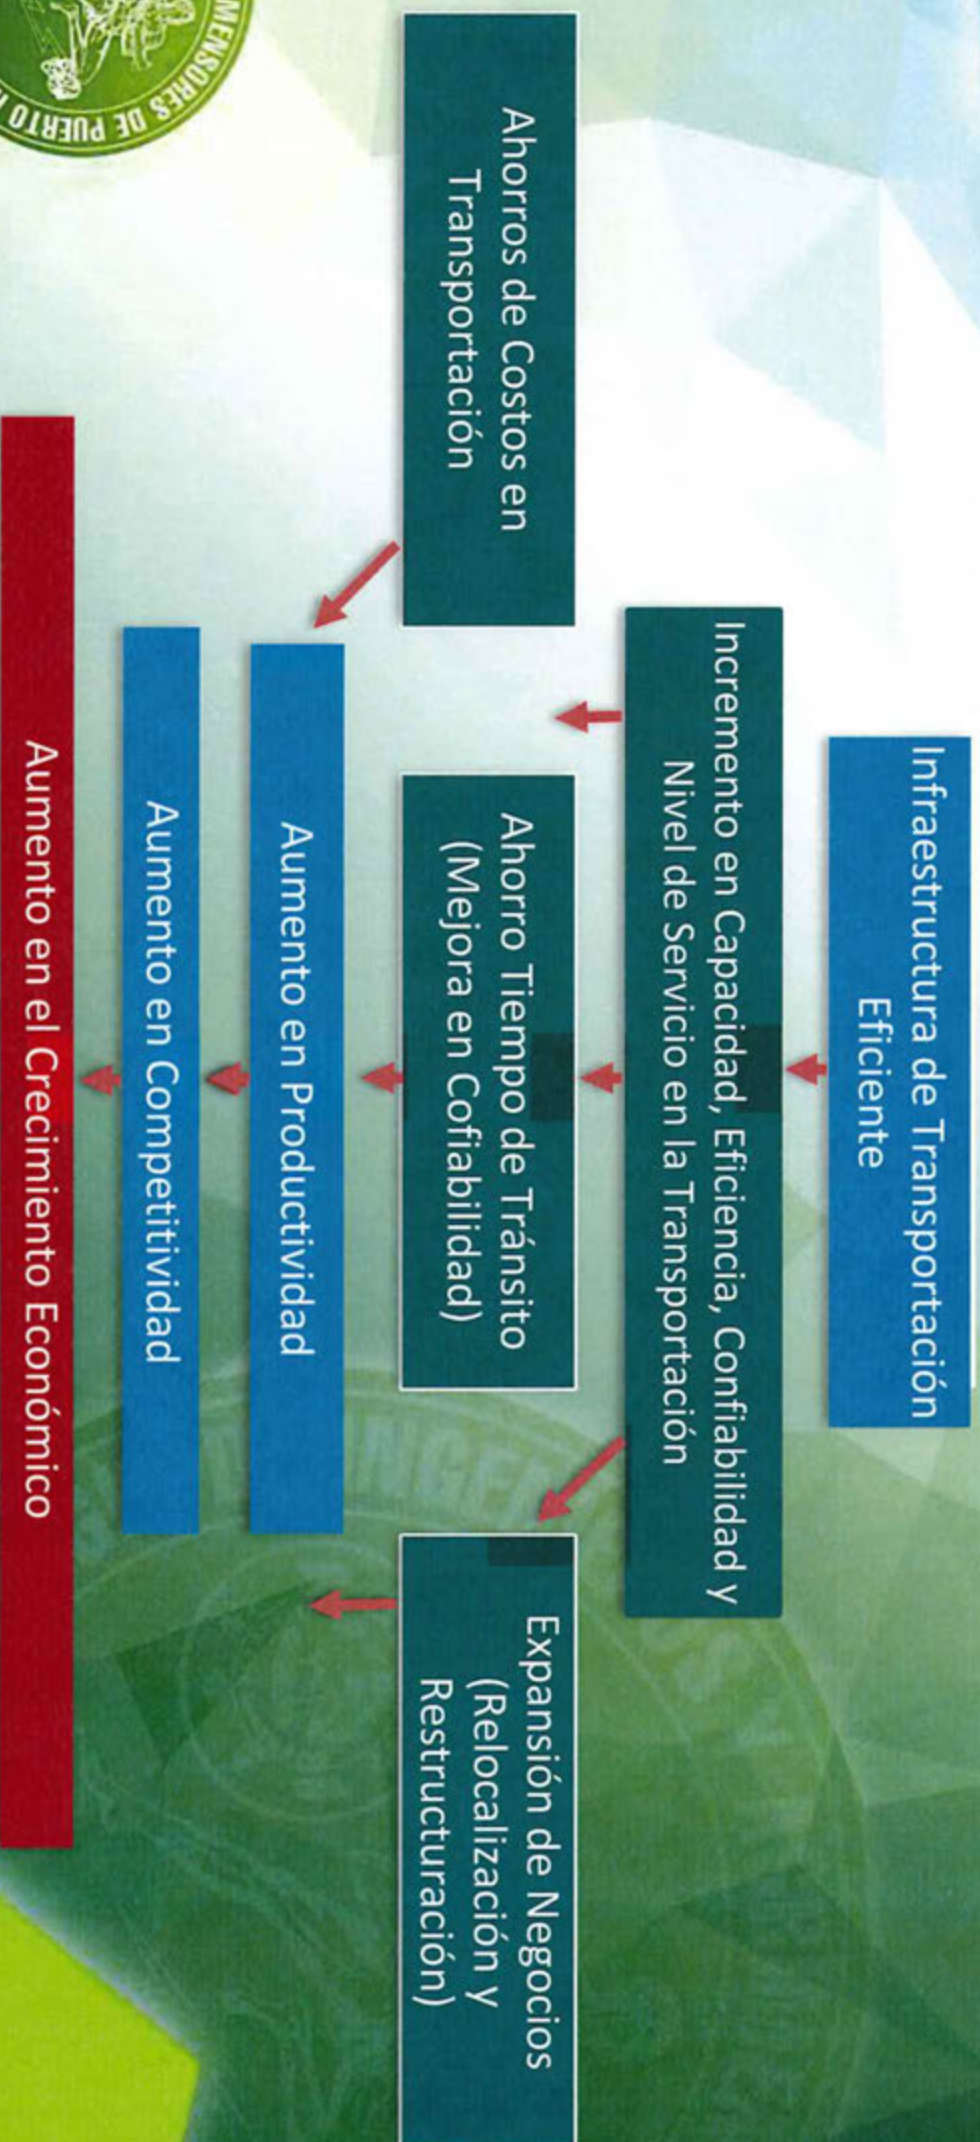 Infraestructura de Transportación
Eficiente
Incremento en Capacidad, Eficiencia, Confiabilidad y
Nivel de Servicio en la Transportación
Ahorros de Costos en
Transportación
Ahorro Tiempo de Tránsito
(Mejora en Cofiabilidad)
Expansión de Negocios
(Relocalización y
Restructuración)
Aumento en Productividad
Aumento en Competitividad
Aumento en el Crecimiento Económico
DE PUERTO